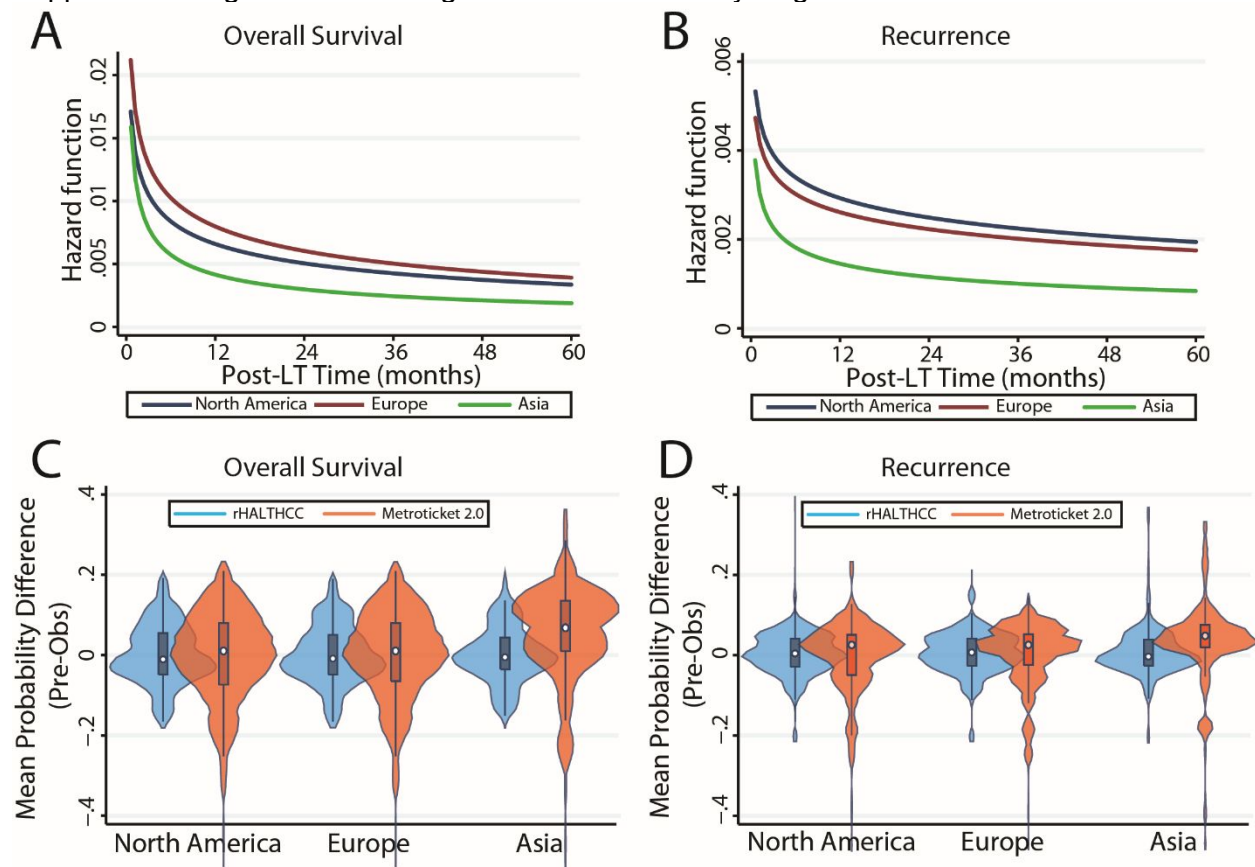 A
Overall Survival
Hazard function
.02
.015
.01
.005
0
0 12 24 36 48 60
Post-LT Time (months)
North America Europe Asia
B
Recurrence
Hazard function
.006
.004
.002
0
0 12 24 36 48 60
Post-LT Time (months)
North America Europe Asia
C
Overall Survival
rHALTHCC Metroticket 2.0
Mean Probability Difference
(Pre-Obs)
.4
.2
0
-.2
-.4
North America Europe Asia
D
Recurrence
rHALTHCC Metroticket 2.0
Mean Probability Difference
(Pre-Obs)
.4
.2
0
-.2
-.4
North America Europe Asia